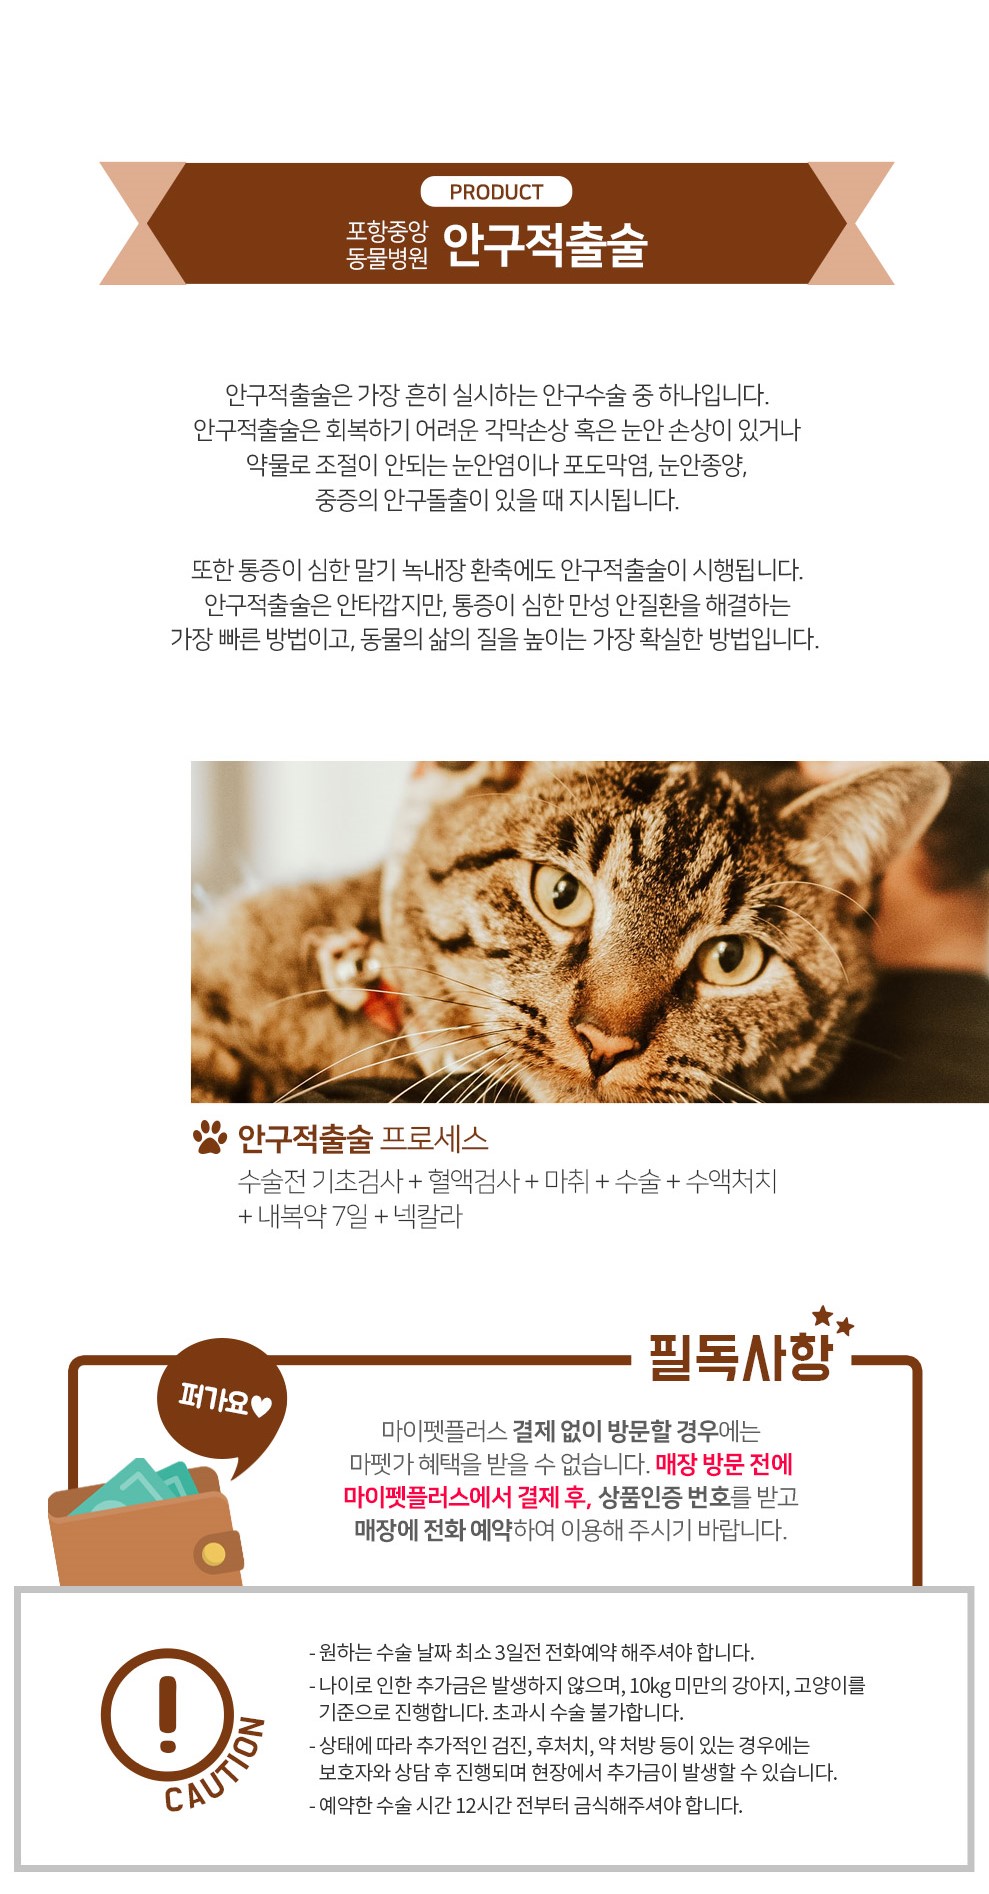 PRODUCT
포항중앙
동물병원
안구적출술
안구적출술은 가장 흔히 실시하는 안구수술 중 하나입니다.
안구적출술은 회복하기 어려운 각막손상 혹은 눈안 손상이 있거나
약물로 조절이 안되는 눈안염이나 포도막염, 눈안종양,
중증의 안구돌출이 있을 때 지시됩니다.
또한 통증이 심한 말기 녹내장 환축에도 안구적출술이 시행됩니다.
안구적출술은 안타깝지만, 통증이 심한 만성 안질환을 해결하는
가장 빠른 방법이고, 동물의 삶의 질을 높이는 가장 확실한 방법입니다.
안구적출술 프로세스
수술전 기초검사 + 혈액검사 + 마취 + 수술 + 수액처치
+ 내복약 7일 + 넥칼라
필독사항
퍼가요
마이펫플러스 결제 없이 방문할 경우에는
마펫가 혜택을 받을 수 없습니다. 매장 방문 전에
마이펫플러스에서 결제 후, 상품인증 번호를 받고
매장에 전화 예약하여 이용해 주시기 바랍니다.
CAUTION
- 원하는 수술 날짜 최소 3일전 전화예약 해주셔야 합니다.
- 나이로 인한 추가금은 발생하지 않으며, 10kg 미만의 강아지, 고양이를
기준으로 진행합니다. 초과시 수술 불가합니다.
- 상태에 따라 추가적인 검진, 후처치, 약 처방 등이 있는 경우에는
보호자와 상담 후 진행되며 현장에서 추가금이 발생할 수 있습니다.
- 예약한 수술 시간 12시간 전부터 금식해주셔야 합니다.